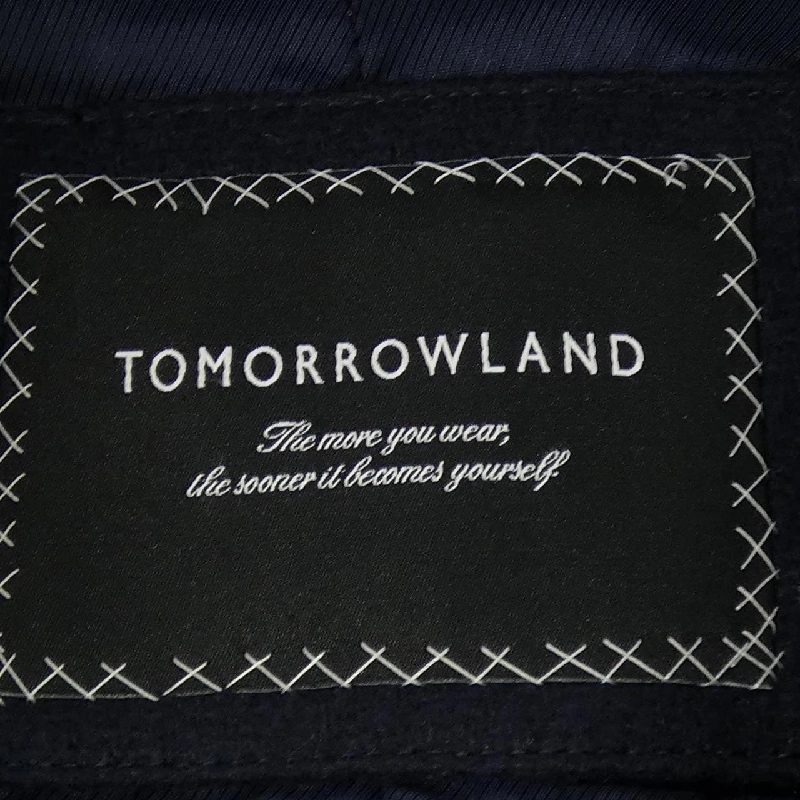 TOMORROWLAND
The more you wear,
the sooner it becomes yourself.